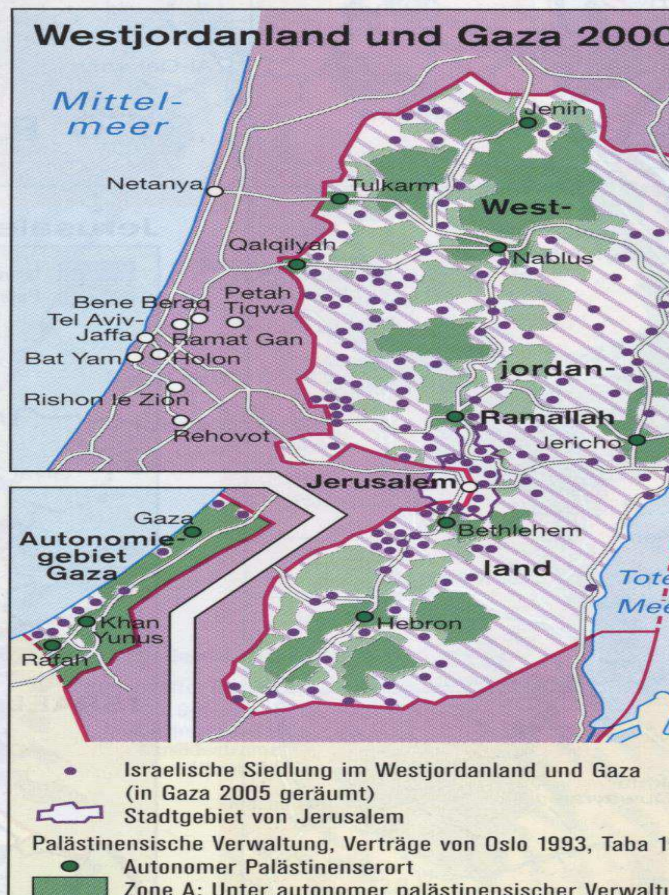 Westjordanland und Gaza 2000
Mittel-
meer
Jenin
Netanya
Tulkarm
West-
Qalqilyah
Nablus
Bene Beraq
Petah
Tiqwa
Tel Aviv-
Jaffa
Ramat Gan
Bat Yam
Holon
jordan-
Rishon le Zion
Ramallah
Rehovot
Jericho
Jerusalem
Gaza
Bethlehem
Autonomie-
gebiet
Gaza
land
Tote
Mee
Khan
Yunus
Hebron
Rafah
Israelische Siedlung im Westjordanland und Gaza
(in Gaza 2005 geräumt)
Stadtgebiet von Jerusalem
Palästinensische Verwaltung, Verträge von Oslo 1993, Taba 1
Autonomer Palästinenserort
Zone A: Unter autonomer palästinensischer Verwalt